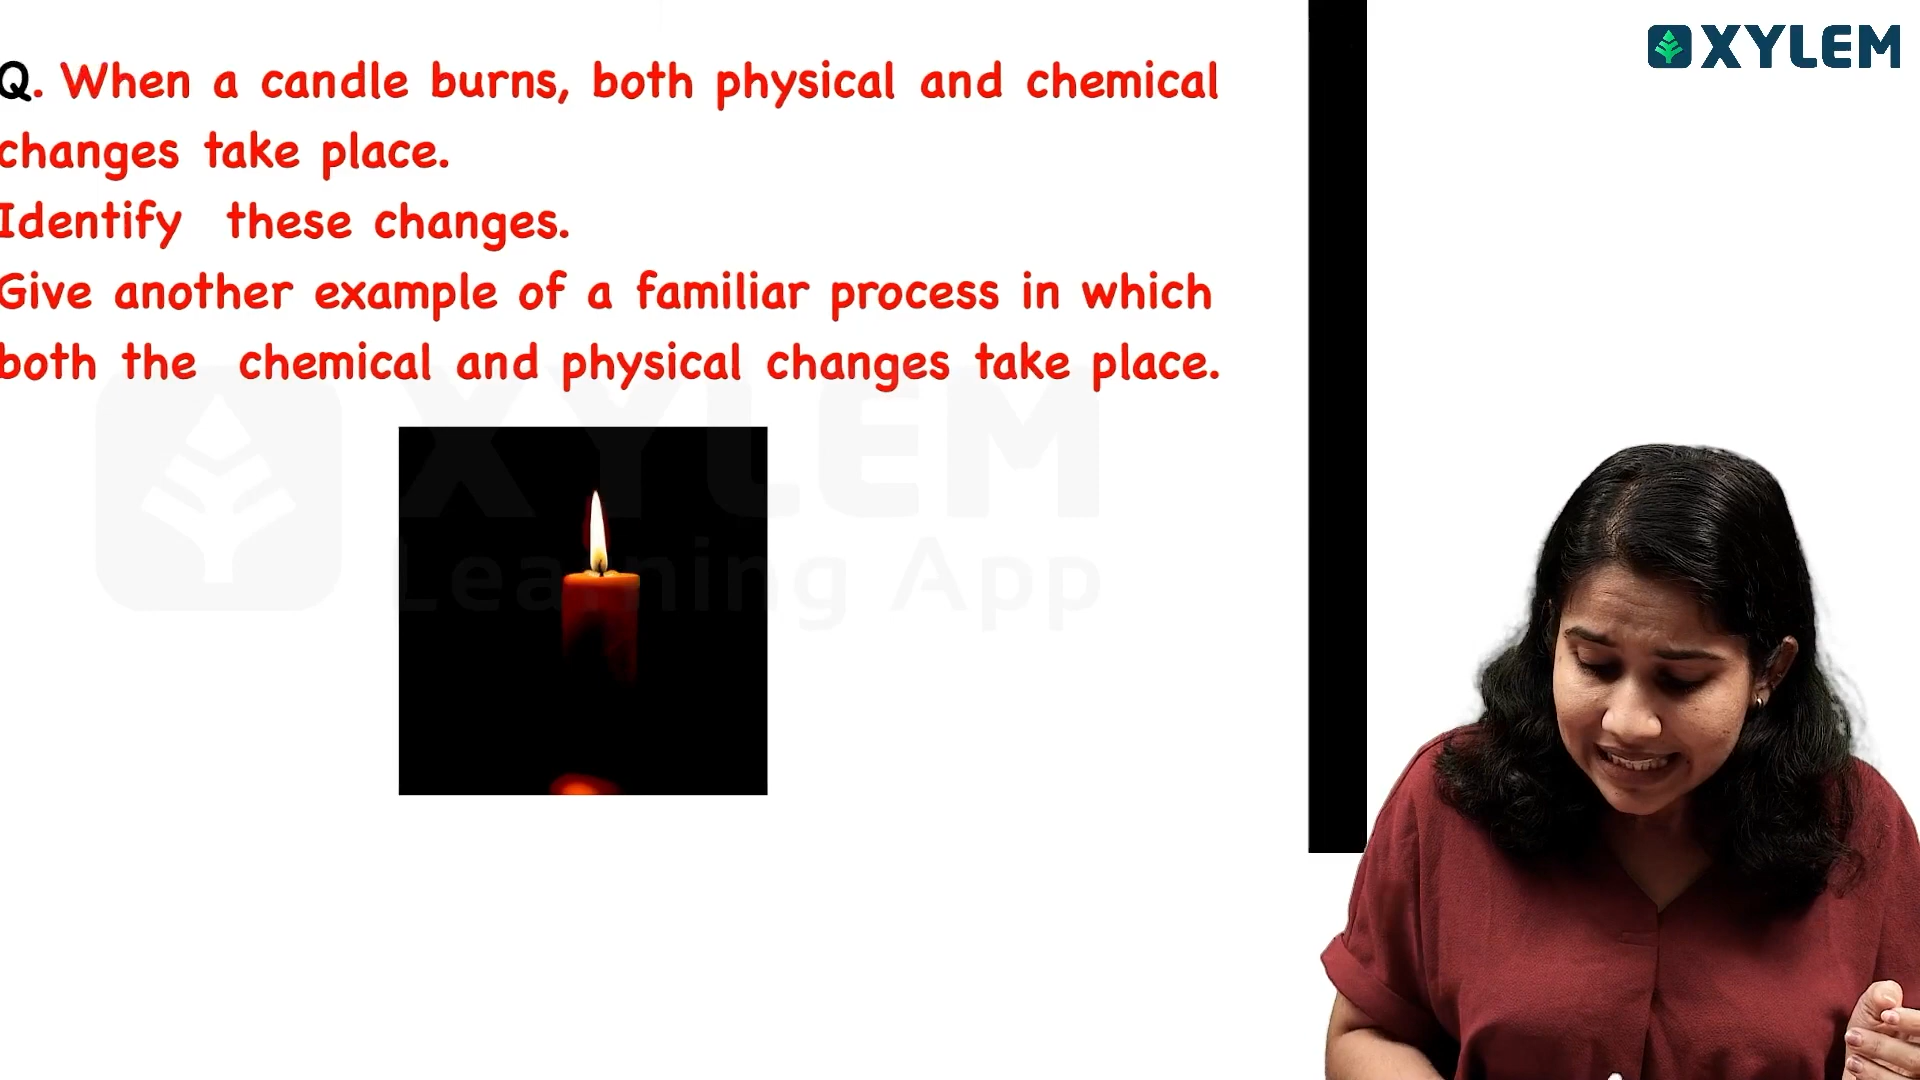 Q. When a candle burns, both physical and chemical
changes take place.
Identify these changes.
Give another example of a familiar process in which
both the chemical and physical changes take place.
XYLEM
XYLEM
Learning App